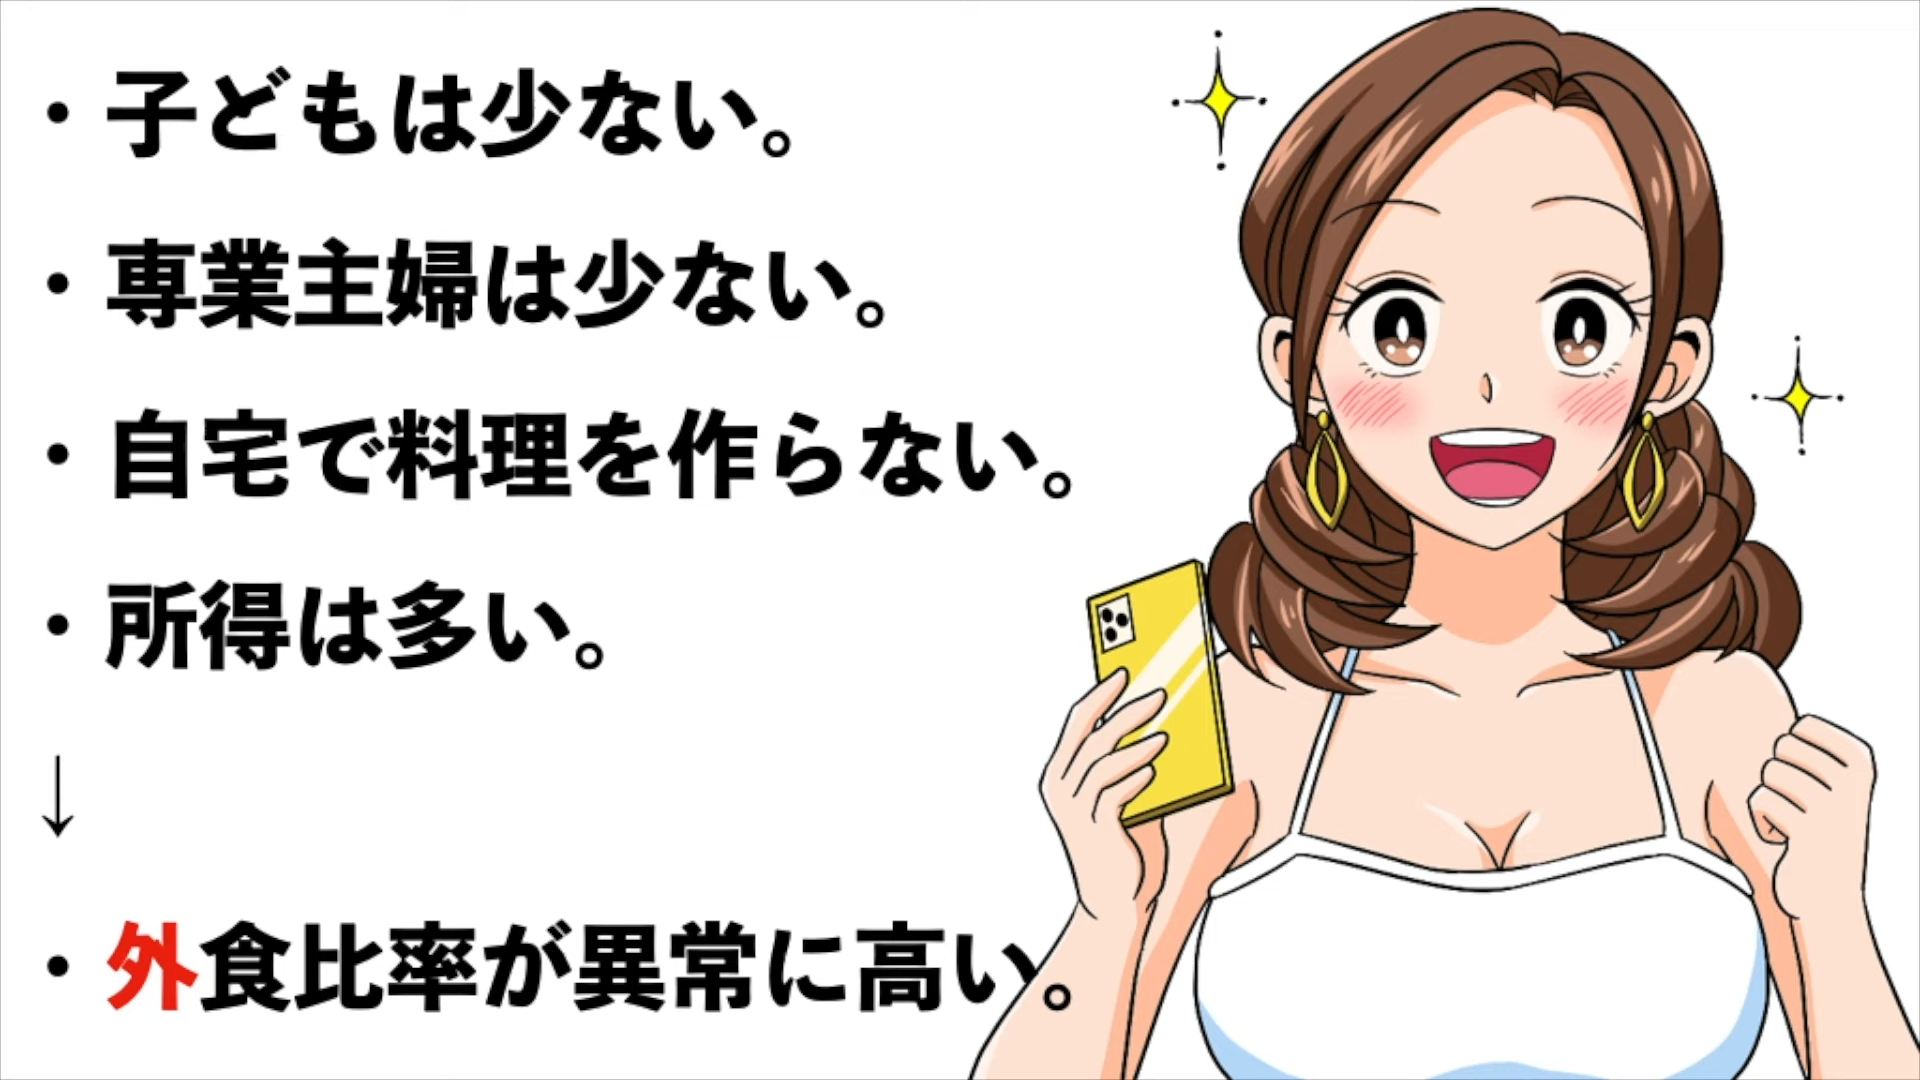 ・子どもは少ない。
・専業主婦は少ない。
・自宅で料理を作らない。
・所得は多い。
↓
・外食比率が異常に高い。